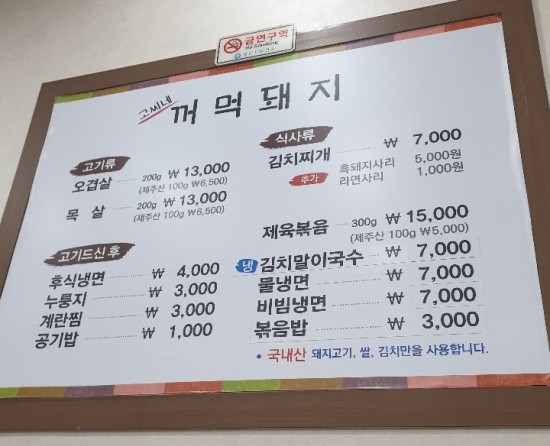 금연구역
No Smoking
고씨네
꺼먹돼지
고기류
오겹살 200g ₩ 13,000
(제주산 100g ₩6,500)
목 살 200g ₩ 13,000
(제주산 100g ₩6,500)
고기드신 후
후식냉면 ₩ 4,000
누룽지 ₩ 3,000
계란찜 ₩ 3,000
공기밥 ₩ 1,000
식사류
김치찌개 ₩ 7,000
추가 흑돼지사리 5,000원
라면사리 1,000원
제육볶음 300g ₩ 15,000
(제주산 100g ₩5,000)
냉 김치말이국수 ₩ 7,000
물냉면 ₩ 7,000
비빔냉면 ₩ 7,000
볶음밥 ₩ 3,000
• 국내산 돼지고기, 쌀, 김치만을 사용합니다.